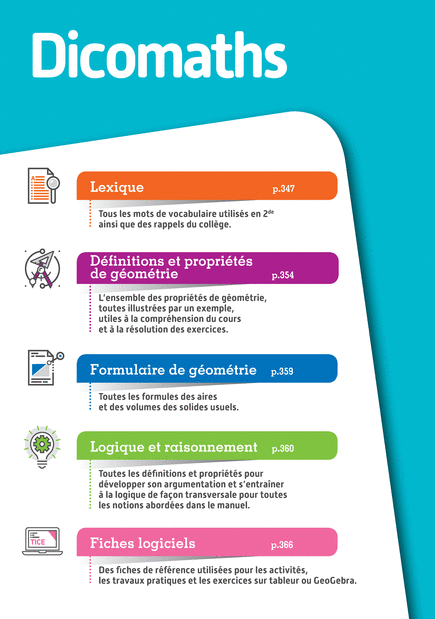 Dicomaths
Lexique p.347
Tous les mots de vocabulaire utilisés en 2de
ainsi que des rappels du collège.
Définitions et propriétés
de géométrie p.354
L'ensemble des propriétés de géométrie,
toutes illustrées par un exemple,
utiles à la compréhension du cours
et à la résolution des exercices.
Formulaire de géométrie p.359
Toutes les formules des aires
et des volumes des solides usuels.
Logique et raisonnement p.360
Toutes les définitions et propriétés pour
développer son argumentation et s'entraîner
à la logique de façon transversale pour toutes
les notions abordées dans le manuel.
TICE
Fiches logiciels p.366
Des fiches de référence utilisées pour les activités,
les travaux pratiques et les exercices sur tableur ou GeoGebra.